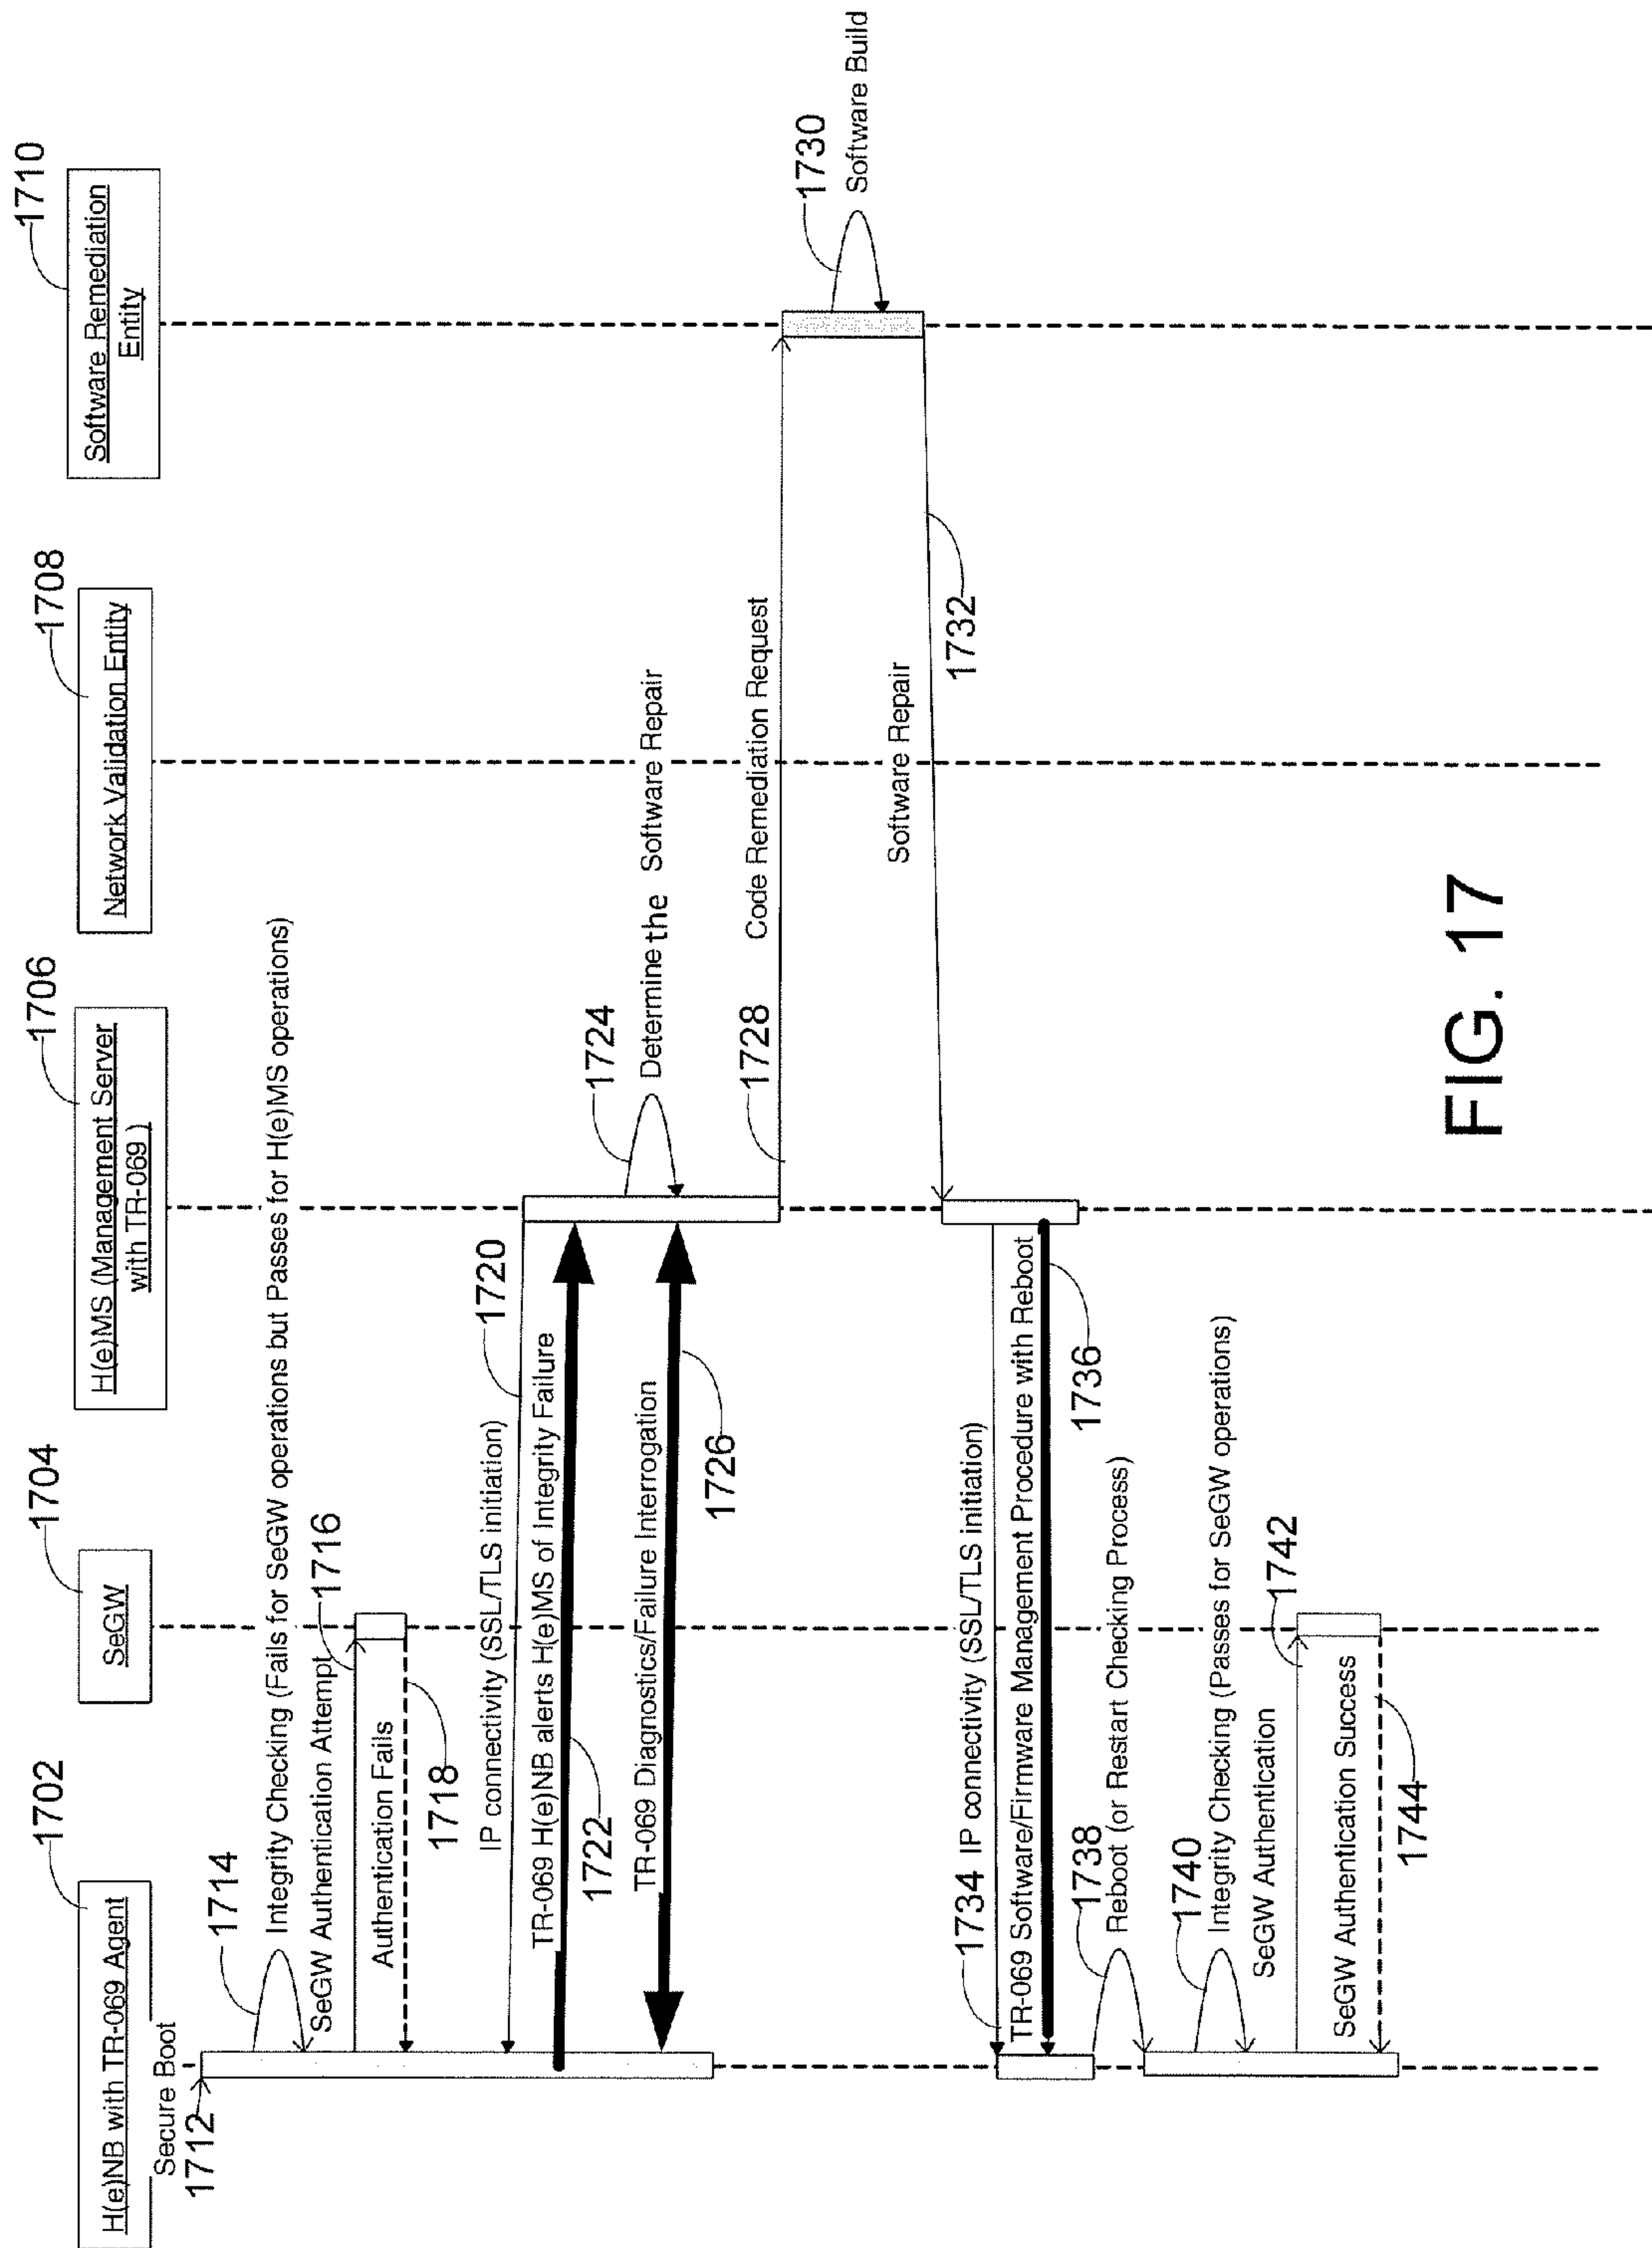 1702
H(e)NB with TR-069 Agent
1704
SeGW
1706
H(e)MS (Management Server
with TR-069 )
1708
Network Validation Entity
1710
Software Remediation
Entity
Secure Boot
1712
1714
Integrity Checking (Fails for SeGW operations but Passes for H(e)MS operations)
SeGW Authentication Attempt
1716
Authentication Fails
1718
IP connectivity (SSL/TLS initiation)
1720
TR-069 H(e)NB alerts H(e)MS of Integrity Failure
1722
1724
Determine the Software Repair
TR-069 Diagnostics/Failure Interrogation
1726
1728
Code Remediation Request
1730
Software Build
Software Repair
1732
1734
IP connectivity (SSL/TLS initiation)
TR-069 Software/Firmware Management Procedure with Reboot
1736
1738
Reboot (or Restart Checking Process)
1740
Integrity Checking (Passes for SeGW operations)
SeGW Authentication
1742
SeGW Authentication Success
1744
FIG. 17